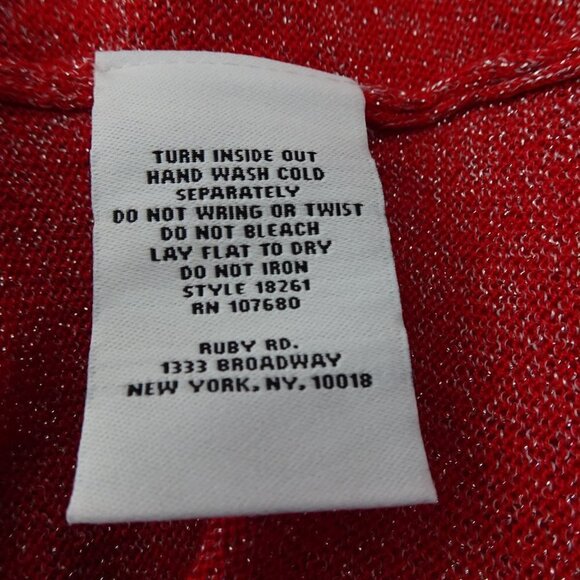 TURN INSIDE OUT
HAND WASH COLD
SEPARATELY
DO NOT WRING OR TWIST
DO NOT BLEACH
LAY FLAT TO DRY
DO NOT IRON
STYLE 18261
RN 107680
RUBY RD.
1333 BROADWAY
NEW YORK, NY, 10018